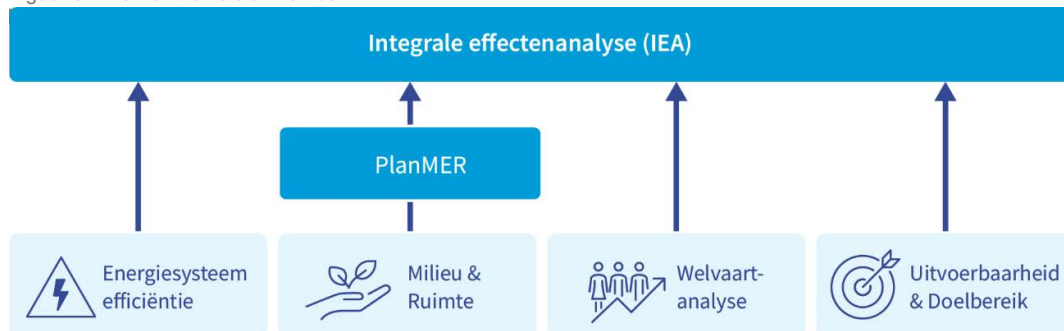 Integrale effectenanalyse (IEA)
PlanMER
Energiesysteem
efficiëntie
Milieu &
Ruimte
Welvaart-
analyse
Uitvoerbaarheid
& Doelbereik